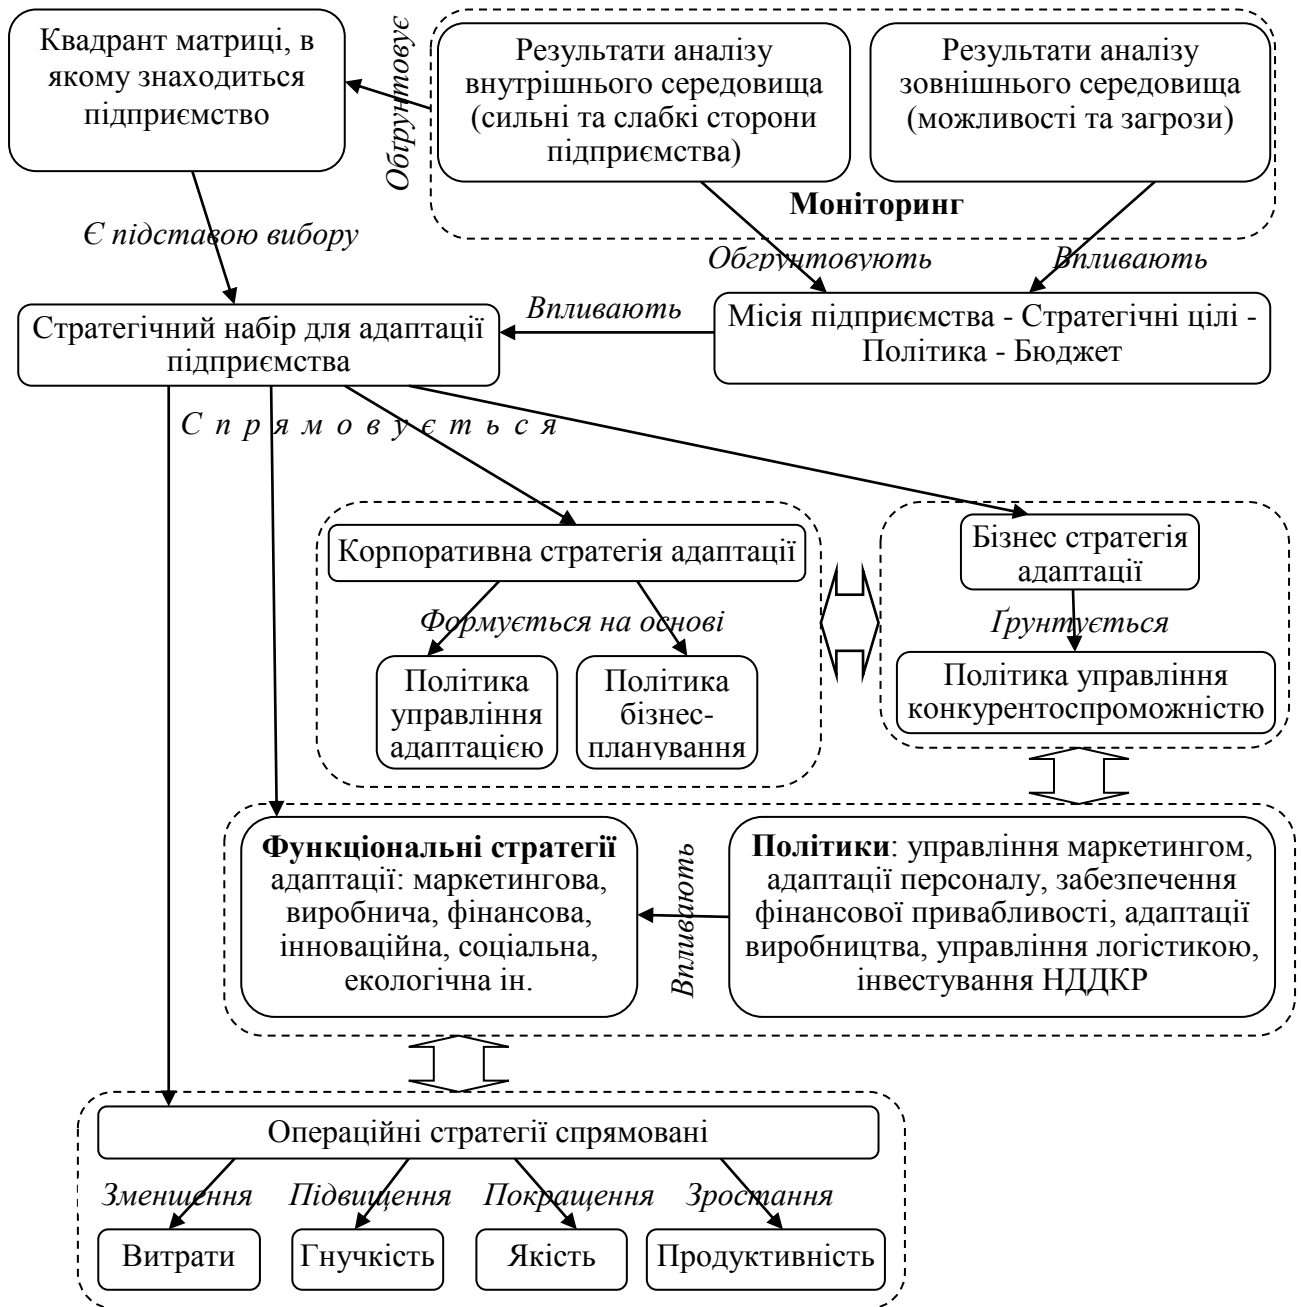 Квадрант матриці, в
якому знаходиться
підприємство
Обґрунтовує
Результати аналізу
внутрішнього середовища
(сильні та слабкі сторони
підприємства)
Результати аналізу
зовнішнього середовища
(можливості та загрози)
Моніторинг
Є підставою вибору
Обгрунтовують
Впливають
Стратегічний набір для адаптації
підприємства
Впливають
Місія підприємства - Стратегічні цілі -
Політика - Бюджет
Спрямовується
Корпоративна стратегія адаптації
Формується на основі
Політика
управління
адаптацією
Політика
бізнес-
планування
Бізнес стратегія
адаптації
Ґрунтується
Політика управління
конкурентоспроможністю
Функціональні стратегії
адаптації: маркетингова,
виробнича, фінансова,
інноваційна, соціальна,
екологічна ін.
Впливають
Політики: управління маркетингом,
адаптації персоналу, забезпечення
фінансової привабливості, адаптації
виробництва, управління логістикою,
інвестування НДДКР
Операційні стратегії спрямовані
Зменшення
Підвищення
Покращення
Зростання
Витрати
Гнучкість
Якість
Продуктивність